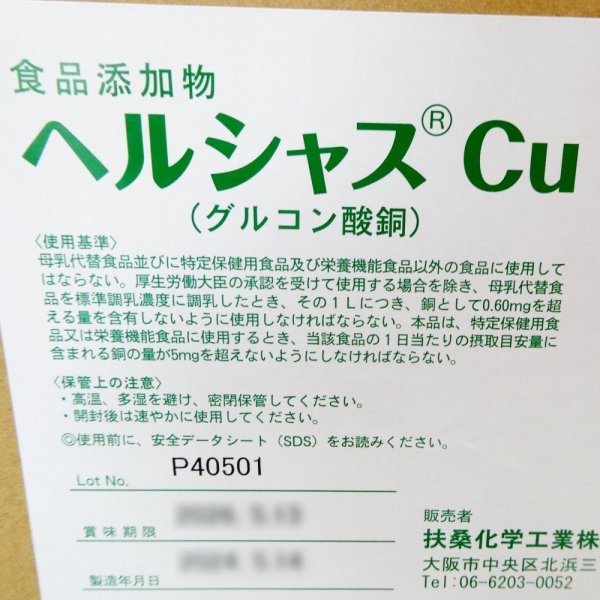 食品添加物
ヘルシャス® Cu
（グルコン酸銅）
〈使用基準〉
母乳代替食品並びに特定保健用食品及び栄養機能食品以外の食品に使用して
はならない。厚生労働大臣の承認を受けて使用する場合を除き、母乳代替食
品を標準調乳濃度に調乳したとき、その１Ｌにつき、銅として0.60mgを超
える量を含有しないように使用しなければならない。本品は、特定保健用食
品又は栄養機能食品に使用するとき、当該食品の１日当たりの摂取目安量に
含まれる銅の量が5mgを超えないようにしなければならない。
〈保管上の注意〉
・高温、多湿を避け、密閉保管してください。
・開封後は速やかに使用してください。
◎使用前に、安全データシート（SDS）をお読みください。
Lot No. P40501
賞味期限
製造年月日
販売者
扶桑化学工業株
大阪市中央区北浜三
Tel:06-6203-0052